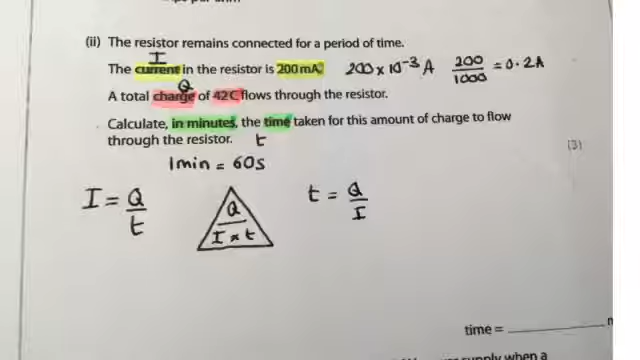 (ii) The resistor remains connected for a period of time.
I
The current in the resistor is 200 mA. 200 x 10⁻³ A 200/1000 = 0.2A
Q
A total charge of 42 C flows through the resistor.
Calculate, in minutes, the time taken for this amount of charge to flow
through the resistor. t
(3)
1min = 60s
I = Q/t
Q
I x t
t = Q/I
time =
supply when a